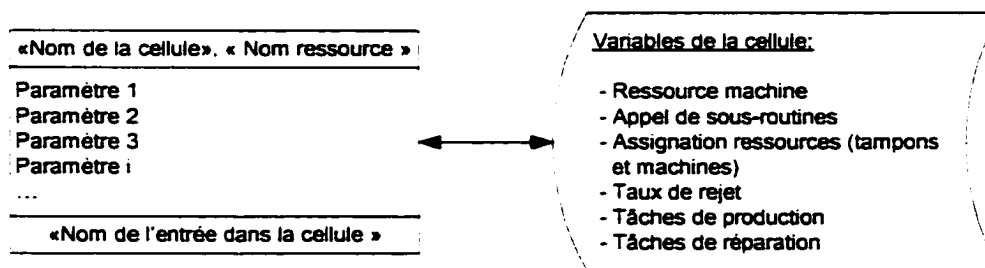 «Nom de la cellule». « Nom ressource »
Paramètre 1
Paramètre 2
Paramètre 3
Paramètre i
...
«Nom de l'entrée dans la cellule »
Variables de la cellule:
- Ressource machine
- Appel de sous-routines
- Assignation ressources (tampons
et machines)
- Taux de rejet
- Tâches de production
- Tâches de réparation